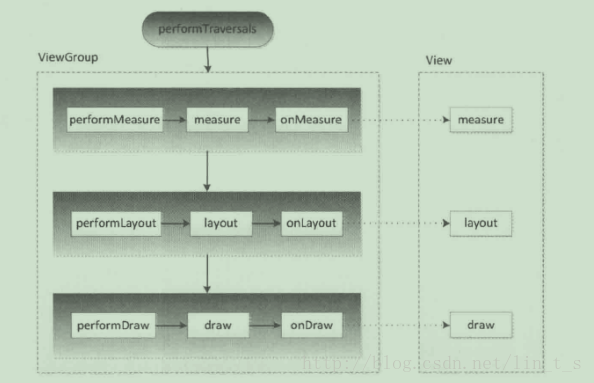 performTraversals
ViewGroup
View
performMeasure measure onMeasure measure
performLayout layout onLayout layout
performDraw draw onDraw draw
http://blog.csdn.net/lin_t_s